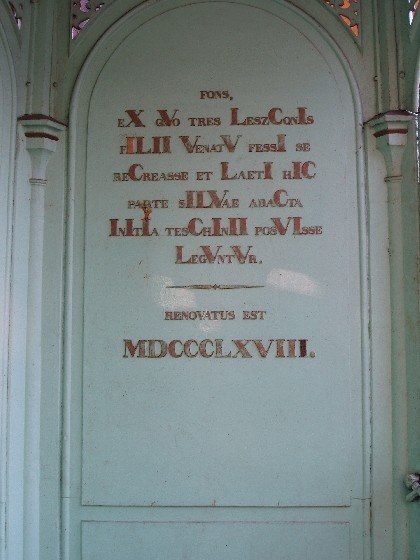 FONS,
EX QVO TRES LESZCONIS
FILII VENATV FESSI SE
RECREASSE ET LAETI HIC
PARTE SILVAE ABACTA
INITIA TESCHINII POSVISSE
LEGVNTVR.
RENOVATUS EST
MDCCCLXVIII.